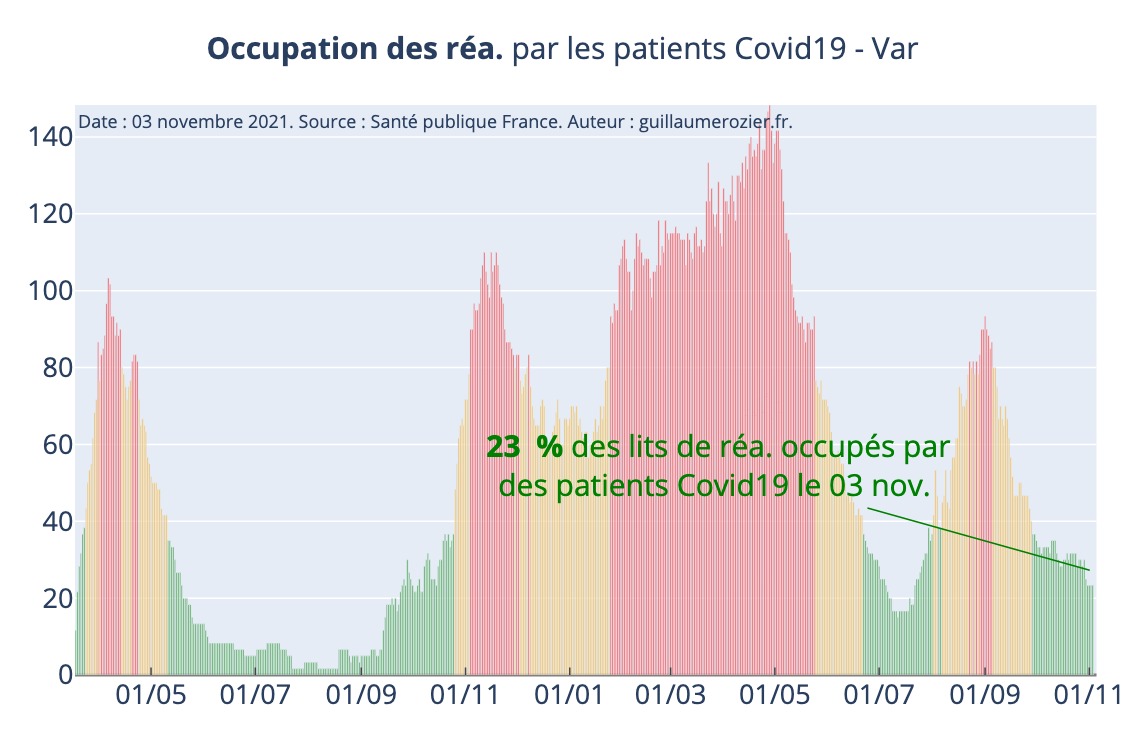 Occupation des réa. par les patients Covid19 - Var
Date : 03 novembre 2021. Source : Santé publique France. Auteur : guillaumerozier.fr.
140
120
100
80
60
40
20
0
23 % des lits de réa. occupés par
des patients Covid19 le 03 nov.
01/05 01/07 01/09 01/11 01/01 01/03 01/05 01/07 01/09 01/11